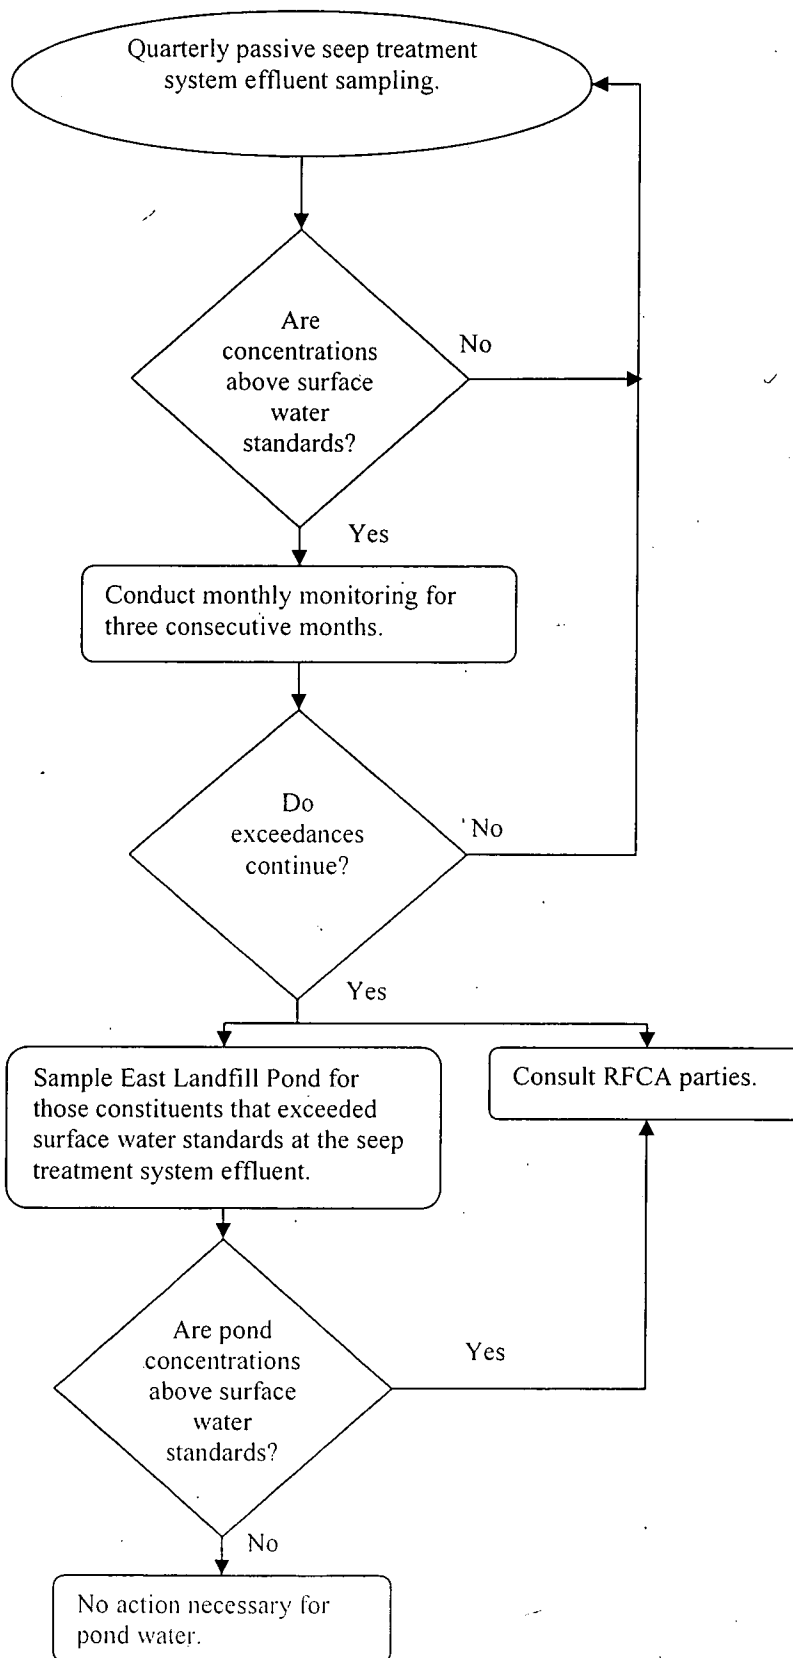 Quarterly passive seep treatment
system effluent sampling.
Are
concentrations
above surface
water
standards?
No
Yes
Conduct monthly monitoring for
three consecutive months.
Do
exceedances
continue?
No
Yes
Sample East Landfill Pond for
those constituents that exceeded
surface water standards at the seep
treatment system effluent.
Consult RFCA parties.
Are pond
concentrations
above surface
water
standards?
Yes
No
No action necessary for
pond water.